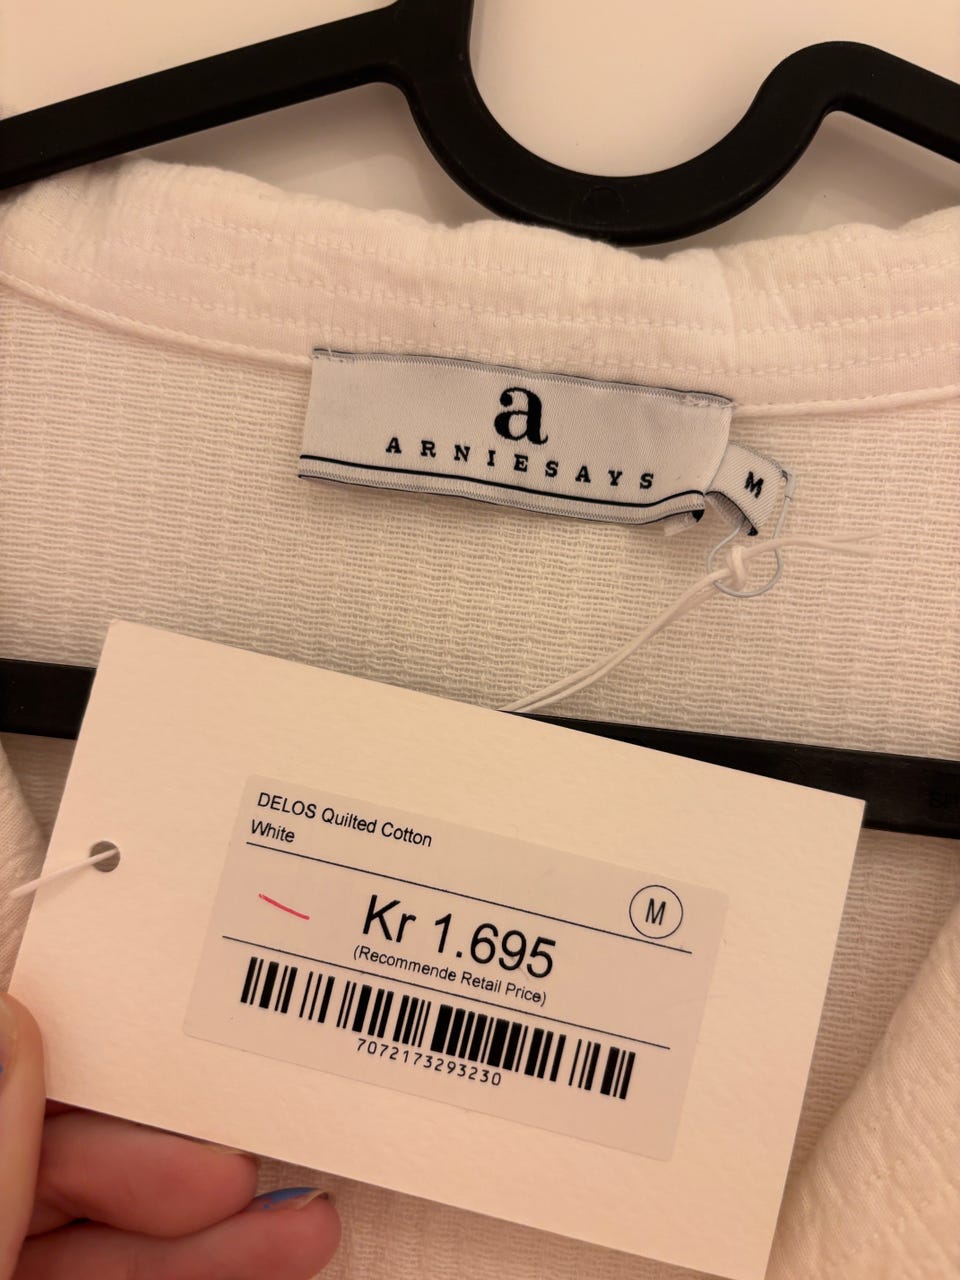 a
ARNIESAYS
M
DELOS Quilted Cotton
White
M
Kr 1.695
(Recommende Retail Price)
7072173293230